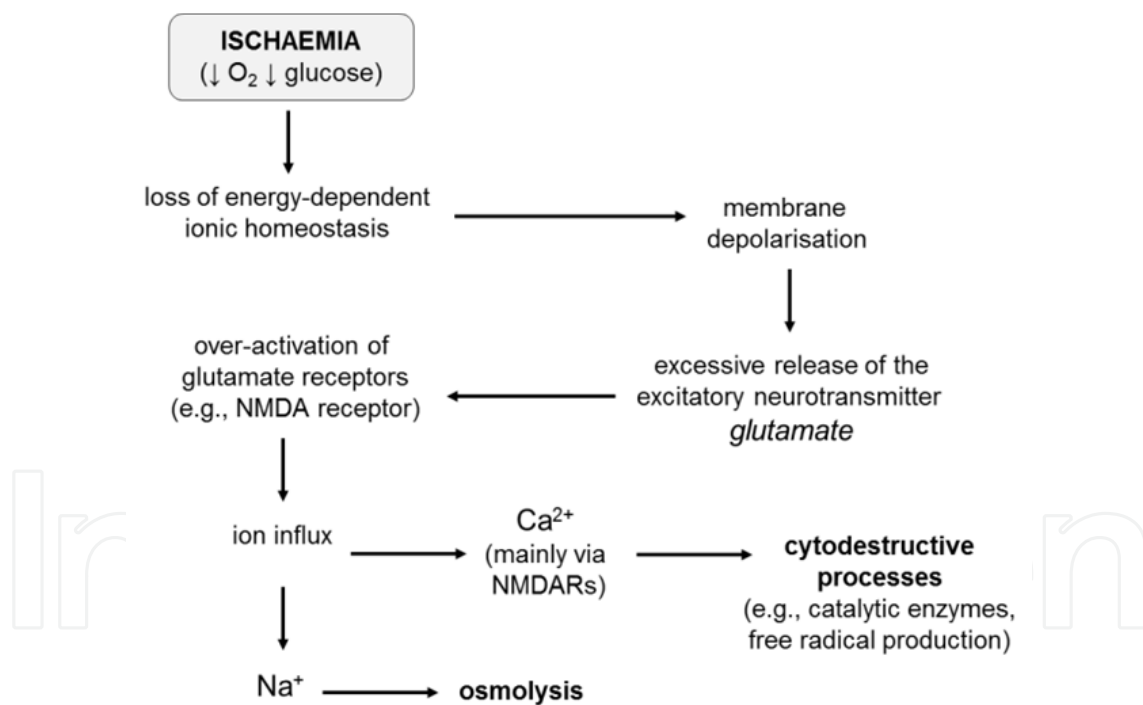 ISCHAEMIA
(↓ O₂ ↓ glucose)
loss of energy-dependent
ionic homeostasis
membrane
depolarisation
over-activation of
glutamate receptors
(e.g., NMDA receptor)
excessive release of the
excitatory neurotransmitter
glutamate
ion influx
Ca²⁺
(mainly via
NMDARs)
cytodestructive
processes
(e.g., catalytic enzymes,
free radical production)
Na⁺
osmolysis